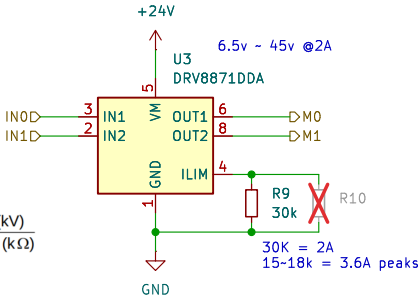 +24V
6.5v ~ 45v @2A
U3
DRV8871DDA
5
VM
IN0
3
IN1
OUT1
6
M0
IN1
2
IN2
OUT2
8
M1
GND
ILIM
4
1
R9
30k
R10
(kV)
(kΩ)
30K = 2A
15~18k = 3.6A peaks
GND